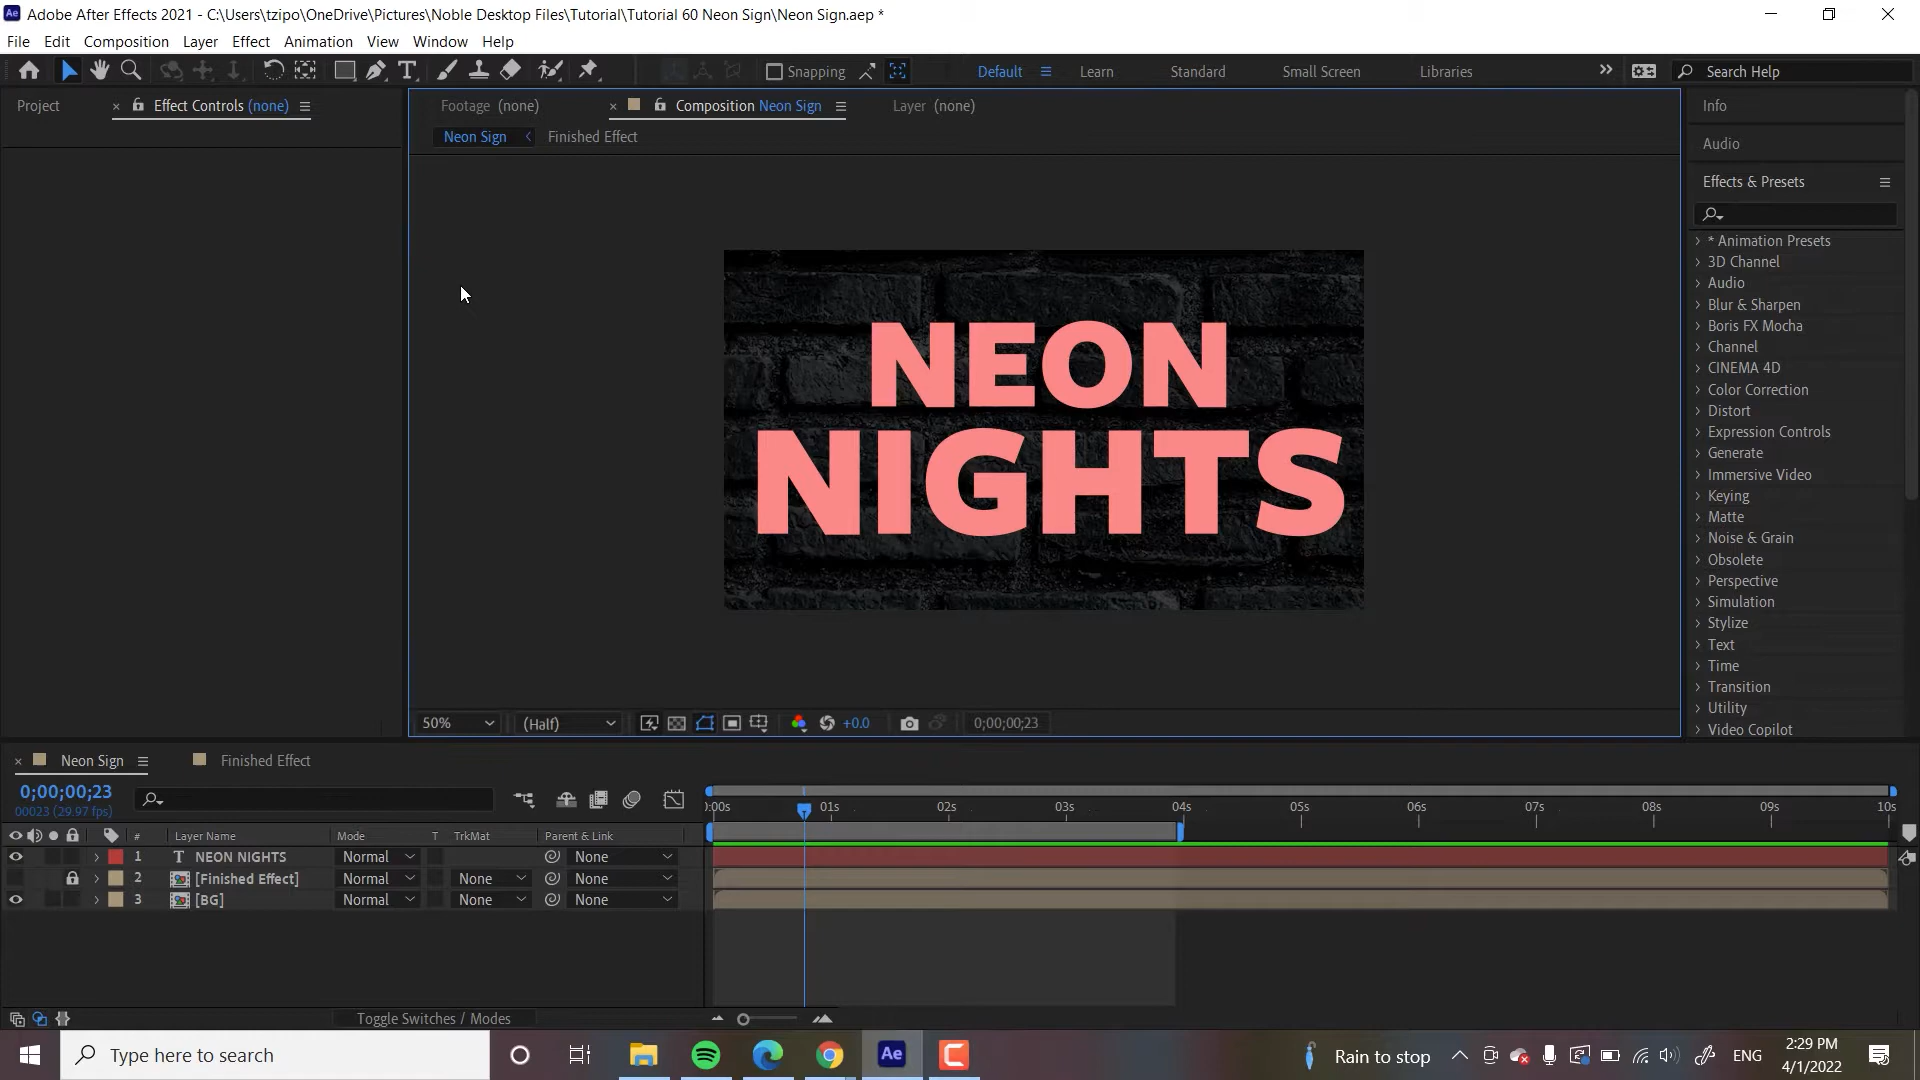 Ae Adobe After Effects 2021 - C:\Users\tzipo\OneDrive\Pictures\Noble Desktop Files\Tutorial\Tutorial 60 Neon Sign\Neon Sign.aep *
File Edit Composition Layer Effect Animation View Window Help
Snapping Default Learn Standard Small Screen Libraries Search Help
Project Effect Controls (none) Footage (none) Composition Neon Sign Layer (none) Info
Neon Sign Finished Effect
Audio
Effects & Presets
* Animation Presets
3D Channel
Audio
Blur & Sharpen
Boris FX Mocha
Channel
CINEMA 4D
Color Correction
Distort
Expression Controls
Generate
Immersive Video
Keying
Matte
Noise & Grain
Obsolete
Perspective
Simulation
Stylize
Text
Time
Transition
Utility
Video Copilot
NEON
NIGHTS
50% (Half) +0.0 0;00;00;23
Neon Sign Finished Effect
0;00;00;23
00023 (29.97 fps)
):00s 01s 02s 03s 04s 05s 06s 07s 08s 09s 10s
# Layer Name Mode T TrkMat Parent & Link
1 T NEON NIGHTS Normal None
2 [Finished Effect] Normal None None
3 [BG] Normal None None
Toggle Switches / Modes
Type here to search Ae Rain to stop ENG 2:29 PM
4/1/2022